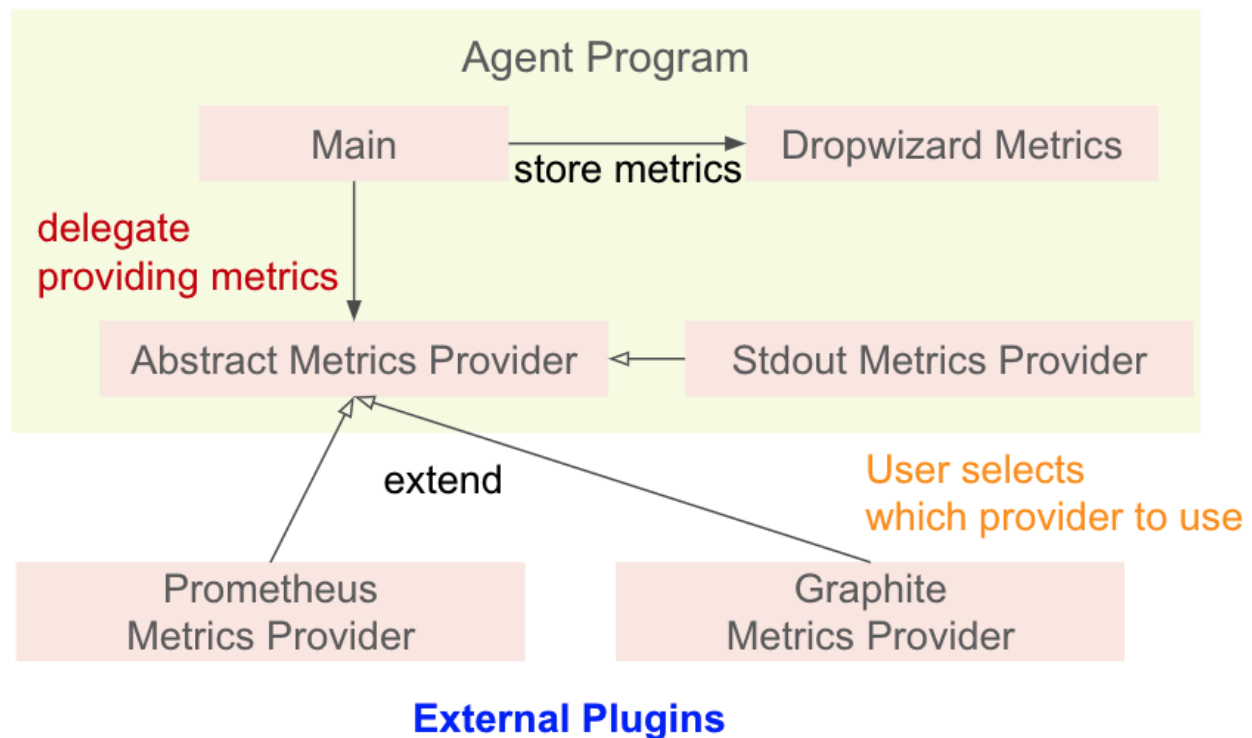 Agent Program
Main
Dropwizard Metrics
store metrics
delegate
providing metrics
Abstract Metrics Provider
Stdout Metrics Provider
extend
User selects
which provider to use
Prometheus
Metrics Provider
Graphite
Metrics Provider
External Plugins